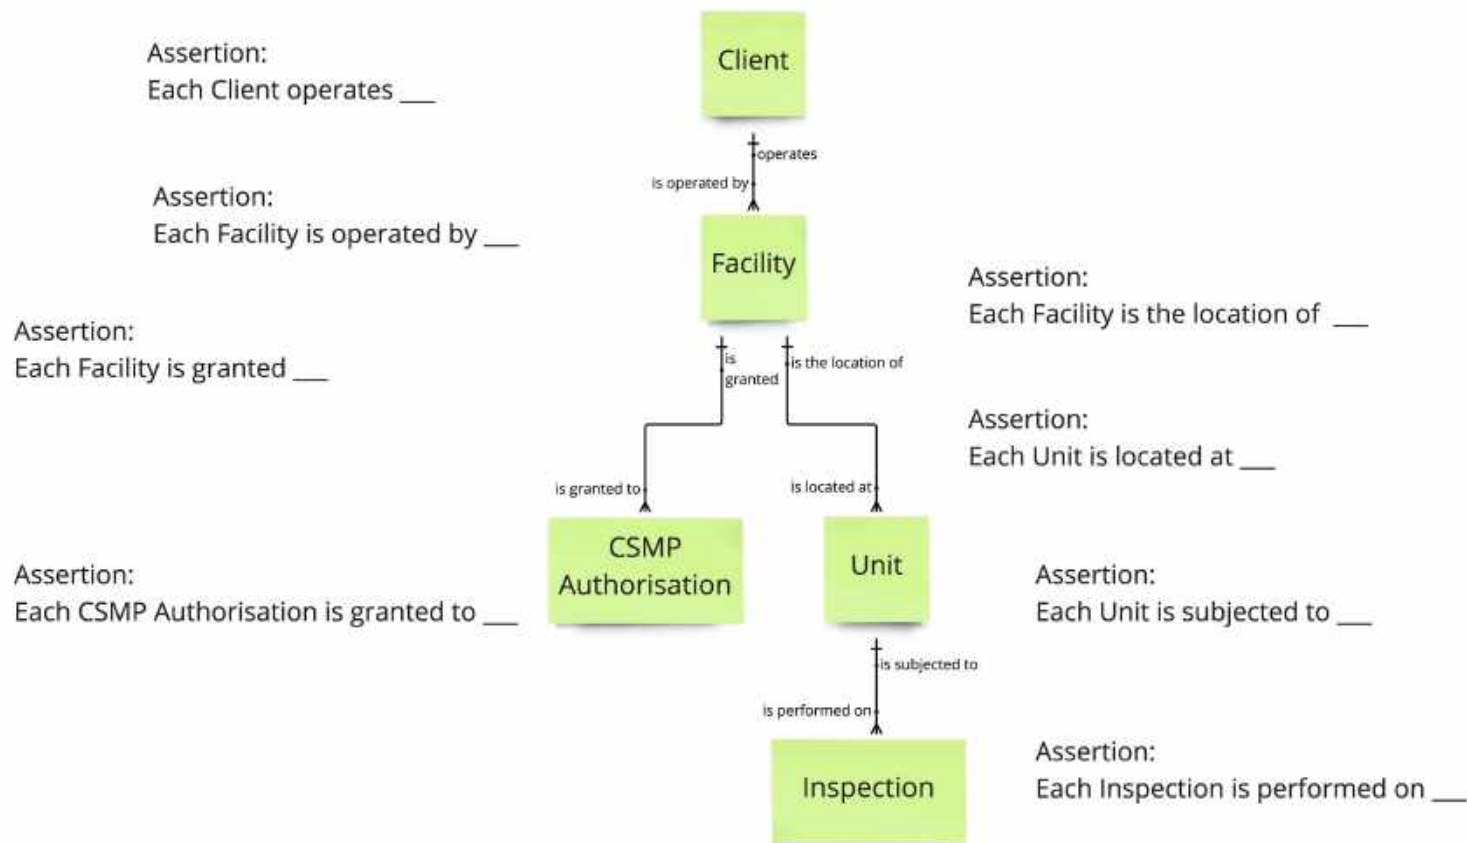 Client
Assertion:
Each Client operates ___
operates
is operated by
Assertion:
Each Facility is operated by ___
Facility
Assertion:
Each Facility is the location of ___
Assertion:
Each Facility is granted ___
is
granted
is the location of
Assertion:
Each Unit is located at ___
is granted to
is located at
CSMP
Authorisation
Unit
Assertion:
Each CSMP Authorisation is granted to ___
Assertion:
Each Unit is subjected to ___
is subjected to
is performed on
Inspection
Assertion:
Each Inspection is performed on ___